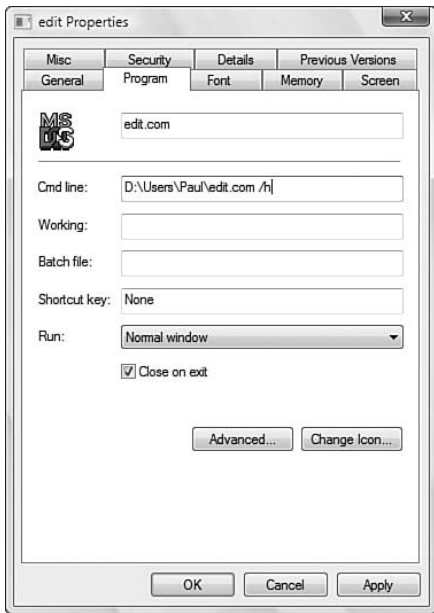 edit Properties
Misc Security Details Previous Versions
General Program Font Memory Screen
MS DOS
edit.com
Cmd line: D:\Users\Paul\edit.com /h
Working:
Batch file:
Shortcut key: None
Run: Normal window
Close on exit
Advanced... Change Icon...
OK Cancel Apply